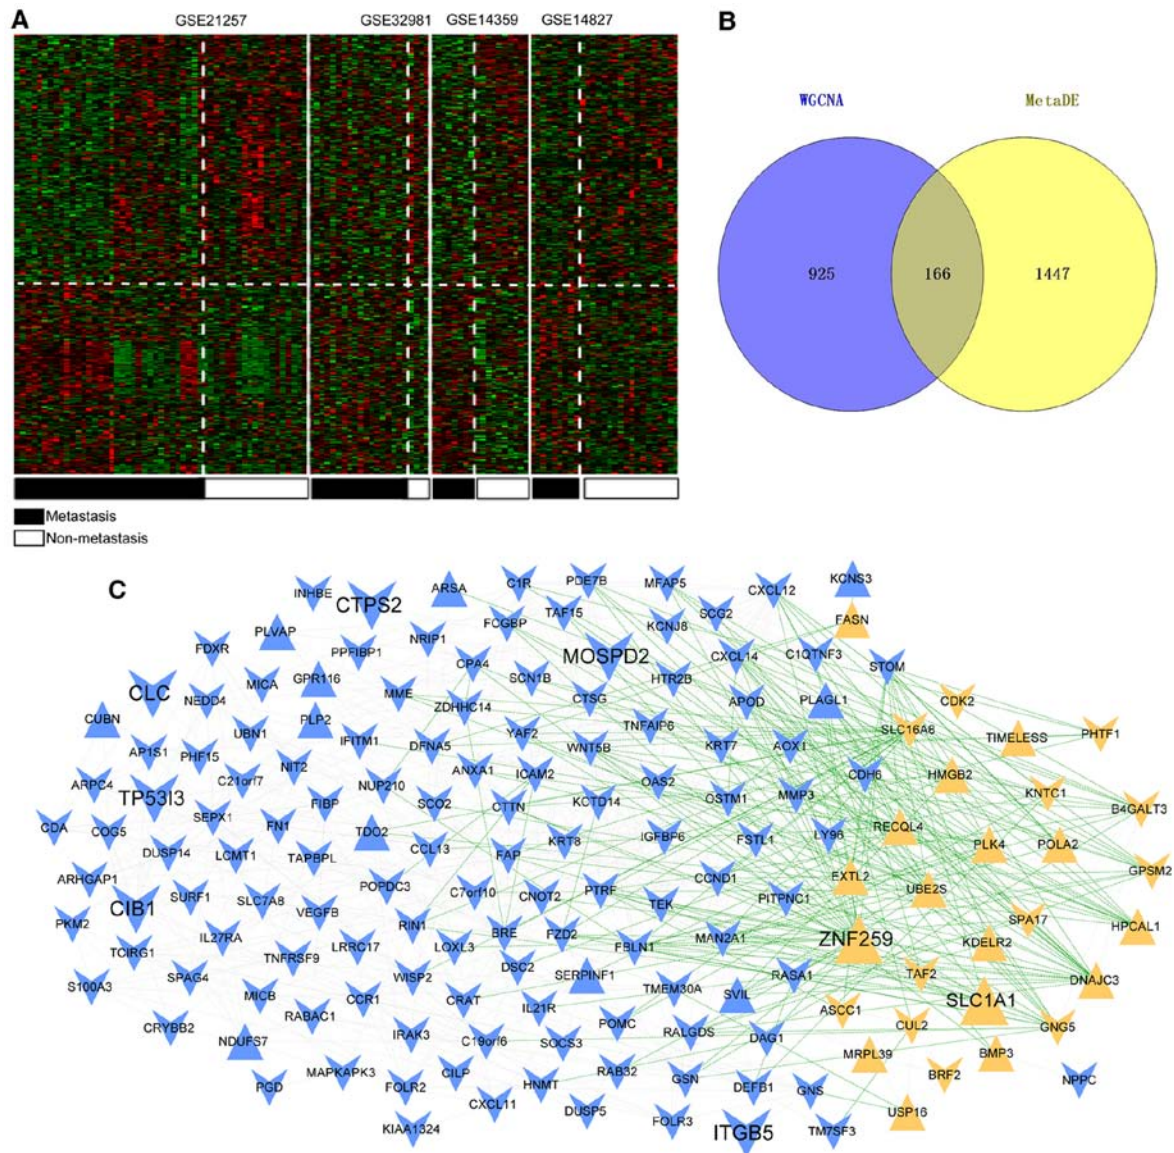 A
GSE21257 GSE32981 GSE14359 GSE14827
Metastasis
Non-metastasis
B
WGCNA MetaDE
925 166 1447
C
INHBE CTPS2 ARSA C1R PDE7B MFAP5 CXCL12 KCNS3
PLVAP FCGBP TAF15 KCNJ8 SCG2 FASN
FDXR PPFIBP1 NRIP1 MOSPD2 CXCL14 C1QTNF3 STOM
CLC NEDD4 MICA GPR116 MME CPA4 SCN1B HTR2B CDK2
CUBN PLP2 ZDHHC14 CTSG APOD PLAGL1 SLC16A6 PHTF1
AP1S1 PHF15 UBN1 IFITM1 DFNA5 YAF2 WNT5B TNFAIP6 KRT7 AOX1 TIMELESS
ARPC4 C21orf7 NIT2 NUP210 ANXA1 ICAM2 OAS2 CDH6 HMGB2 KNTC1
TP53I3 SEPX1 FIBP SCO2 CTTN KCTD14 OSTM1 MMP3 B4GALT3
CDA COG5 FN1 TDO2 IGFBP6 FSTL1 LY96 RECQL4
DUSP14 LCMT1 TAPBPL CCL13 FAP KRT8 PLK4 POLA2
ARHGAP1 SURF1 SLC7A8 POPDC3 C7orf10 CNOT2 PTRF CCND1 PITPNC1 EXTL2 UBE2S GPSM2
PKM2 CIB1 VEGFB RIN1 TEK SPA17 HPCAL1
TCIRG1 IL27RA TNFRSF9 LRRC17 LOXL3 BRE FZD2 FBLN1 MAN2A1 ZNF259 KDELR2
S100A3 SPAG4 WISP2 DSC2 SERPINF1 TMEM30A RASA1 TAF2 DNAJC3
MICB CCR1 CRAT IL21R SVIL SLC1A1
CRYBB2 RABAC1 IRAK3 C19orf6 SOCS3 POMC RALGDS DAG1 ASCC1 CUL2 GNG5
NDUFS7 MRPL39 BMP3
PGD MAPKAPK3 FOLR2 CILP HNMT RAB32 GSN DEFB1 GNS BRF2 NPPC
CXCL11 DUSP5 FOLR3 USP16
KIAA1324 ITGB5 TM7SF3